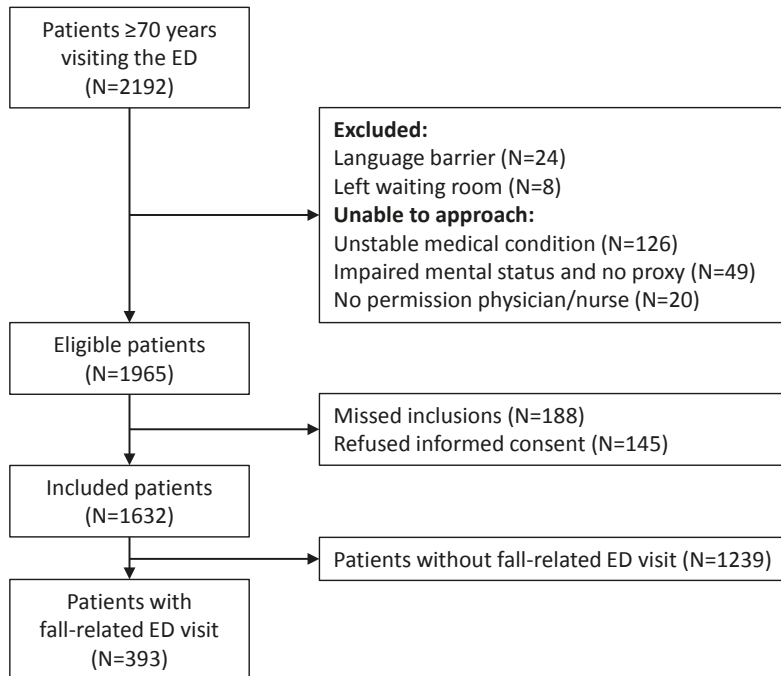 Patients ≥70 years
visiting the ED
(N=2192)
Excluded:
Language barrier (N=24)
Left waiting room (N=8)
Unable to approach:
Unstable medical condition (N=126)
Impaired mental status and no proxy (N=49)
No permission physician/nurse (N=20)
Eligible patients
(N=1965)
Missed inclusions (N=188)
Refused informed consent (N=145)
Included patients
(N=1632)
Patients without fall-related ED visit (N=1239)
Patients with
fall-related ED visit
(N=393)